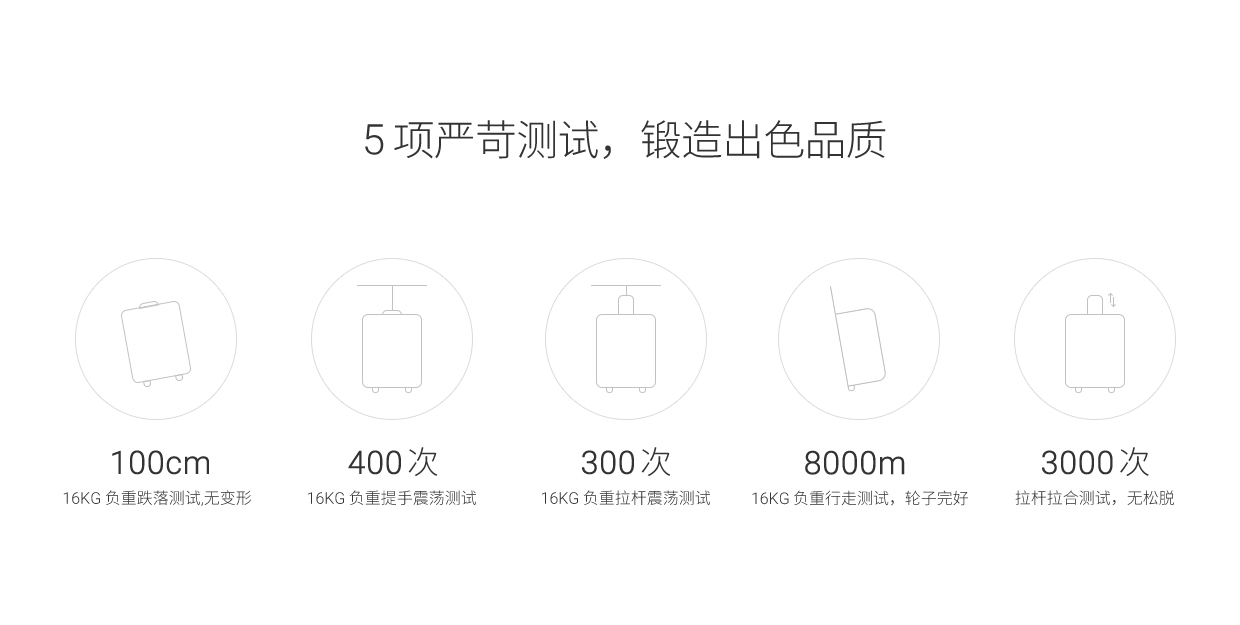 5 项严苛测试，锻造出色品质
100cm
16KG 负重跌落测试,无变形
400 次
16KG 负重提手震荡测试
300 次
16KG 负重拉杆震荡测试
8000m
16KG 负重行走测试，轮子完好
3000 次
拉杆拉合测试，无松脱